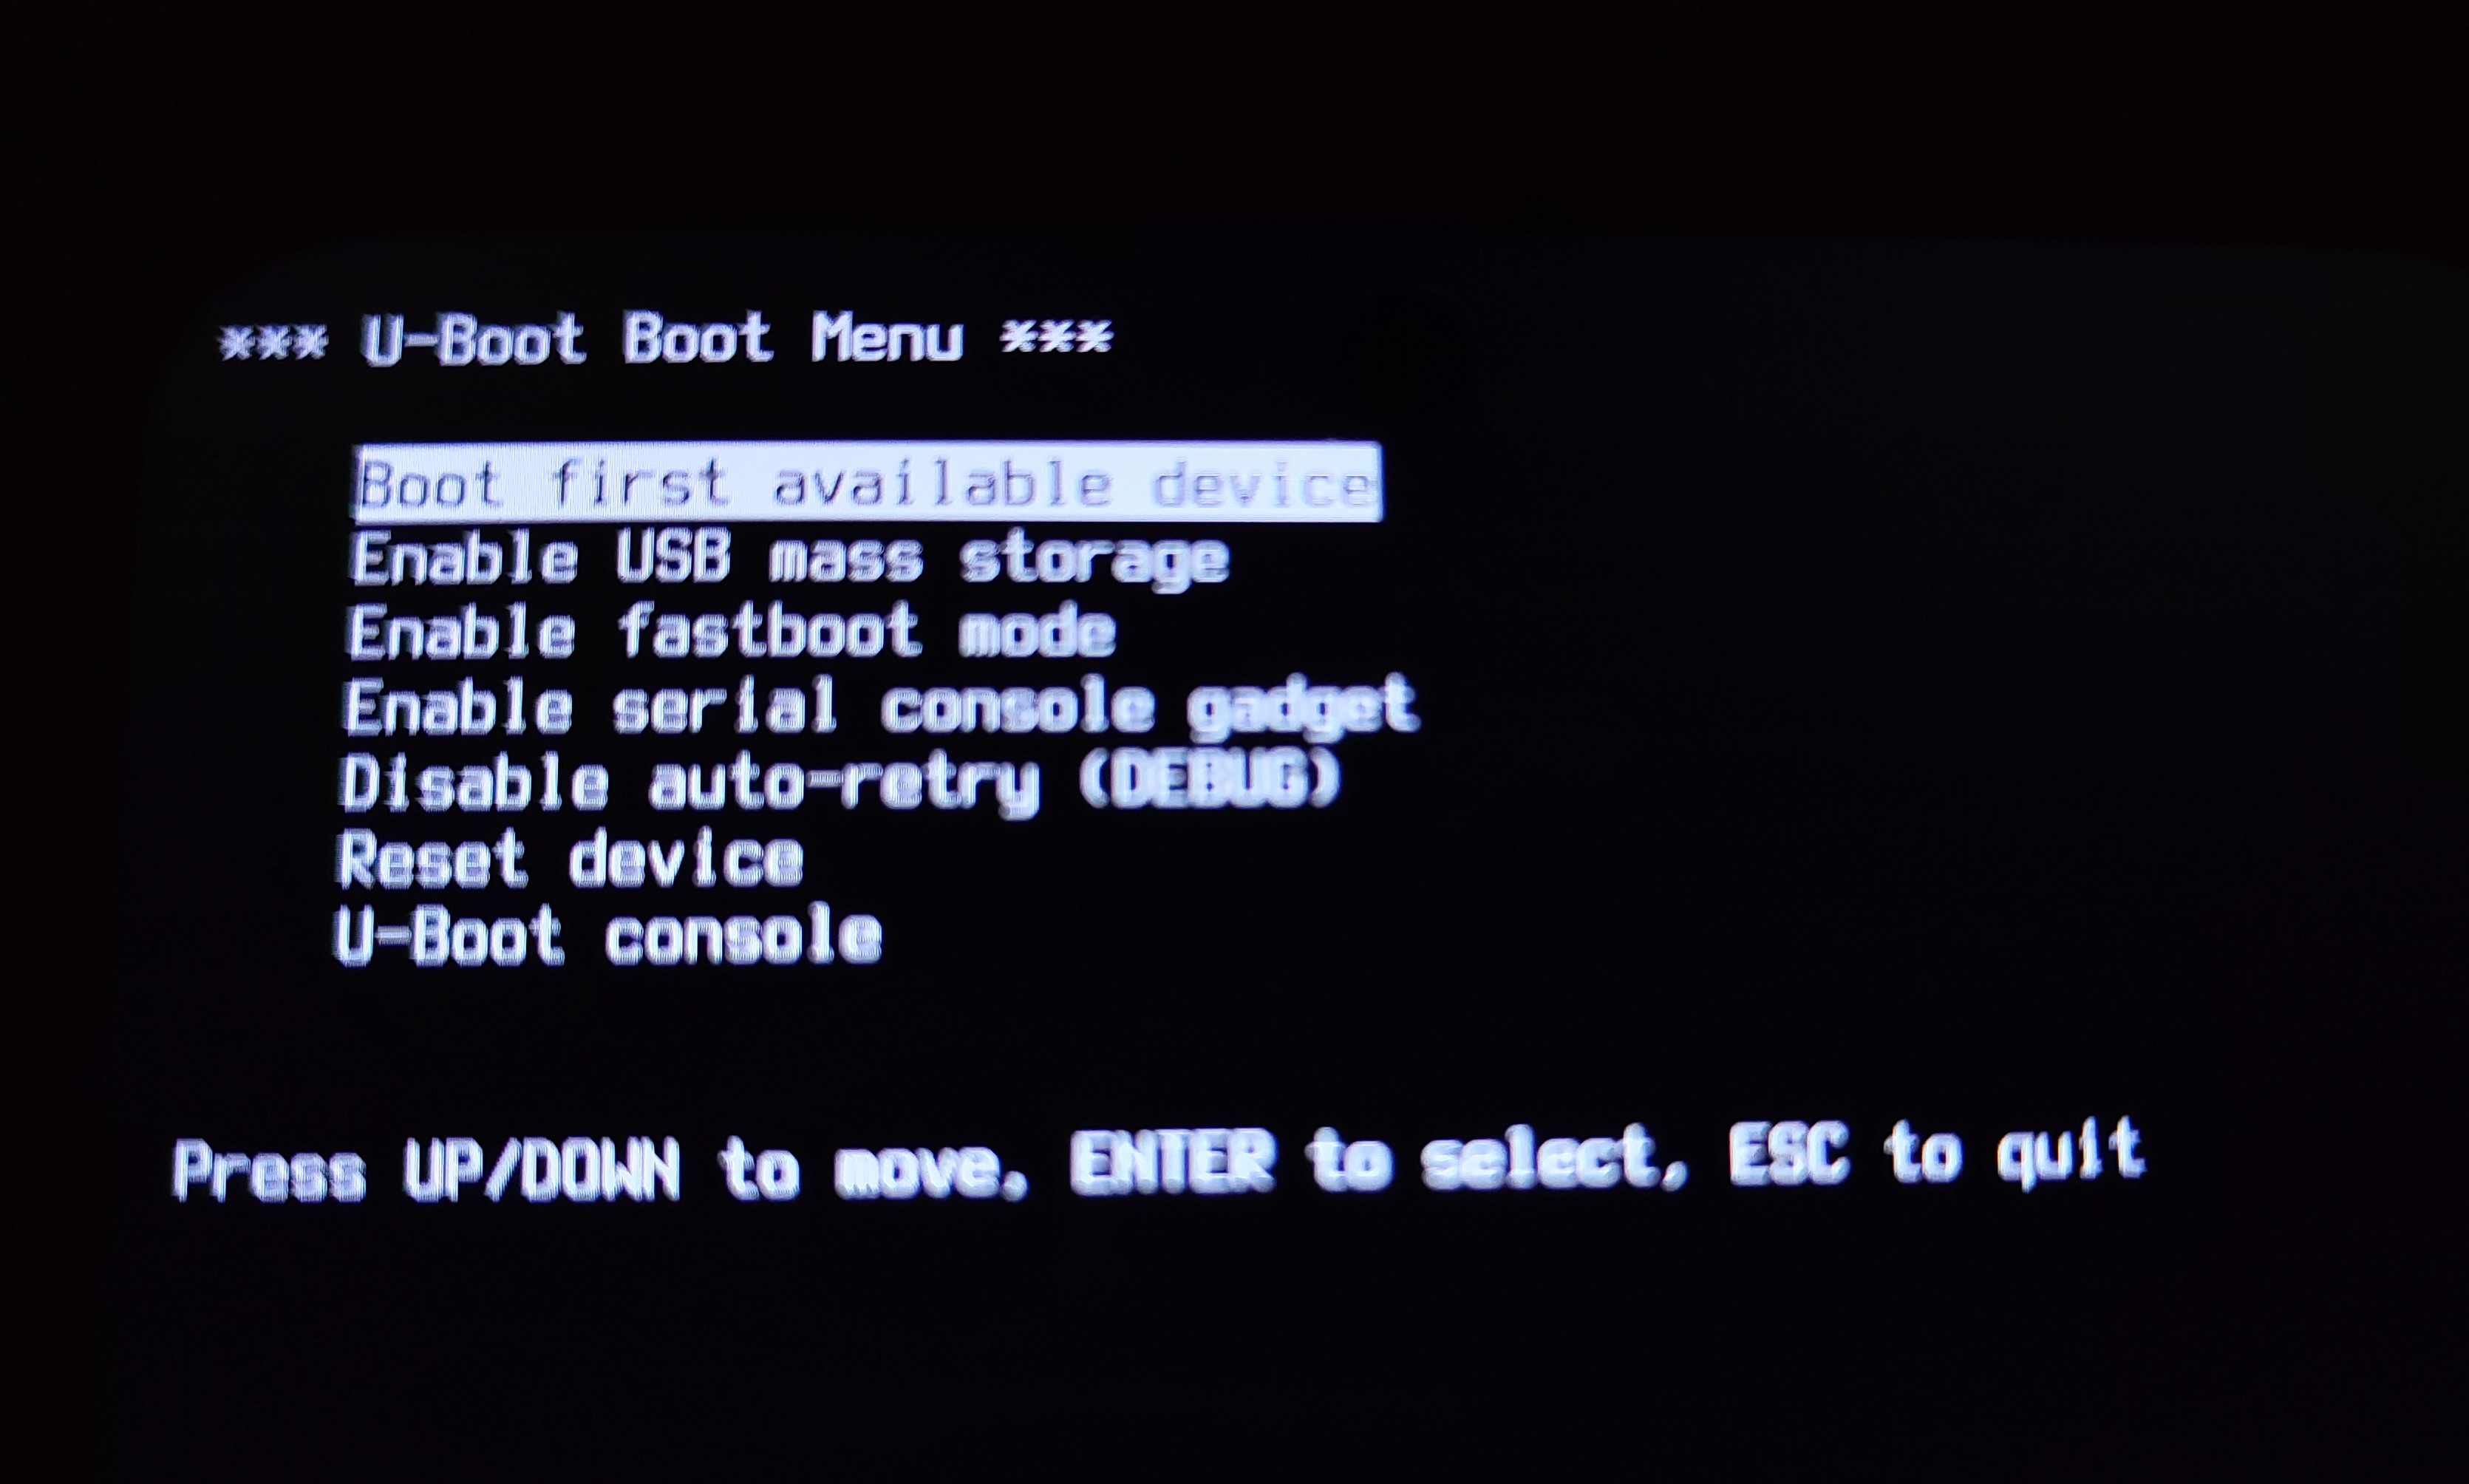 *** U-Boot Boot Menu ***
Boot first available device
Enable USB mass storage
Enable fastboot mode
Enable serial console gadget
Disable auto-retry (DEBUG)
Reset device
U-Boot console
Press UP/DOWN to move, ENTER to select, ESC to quit